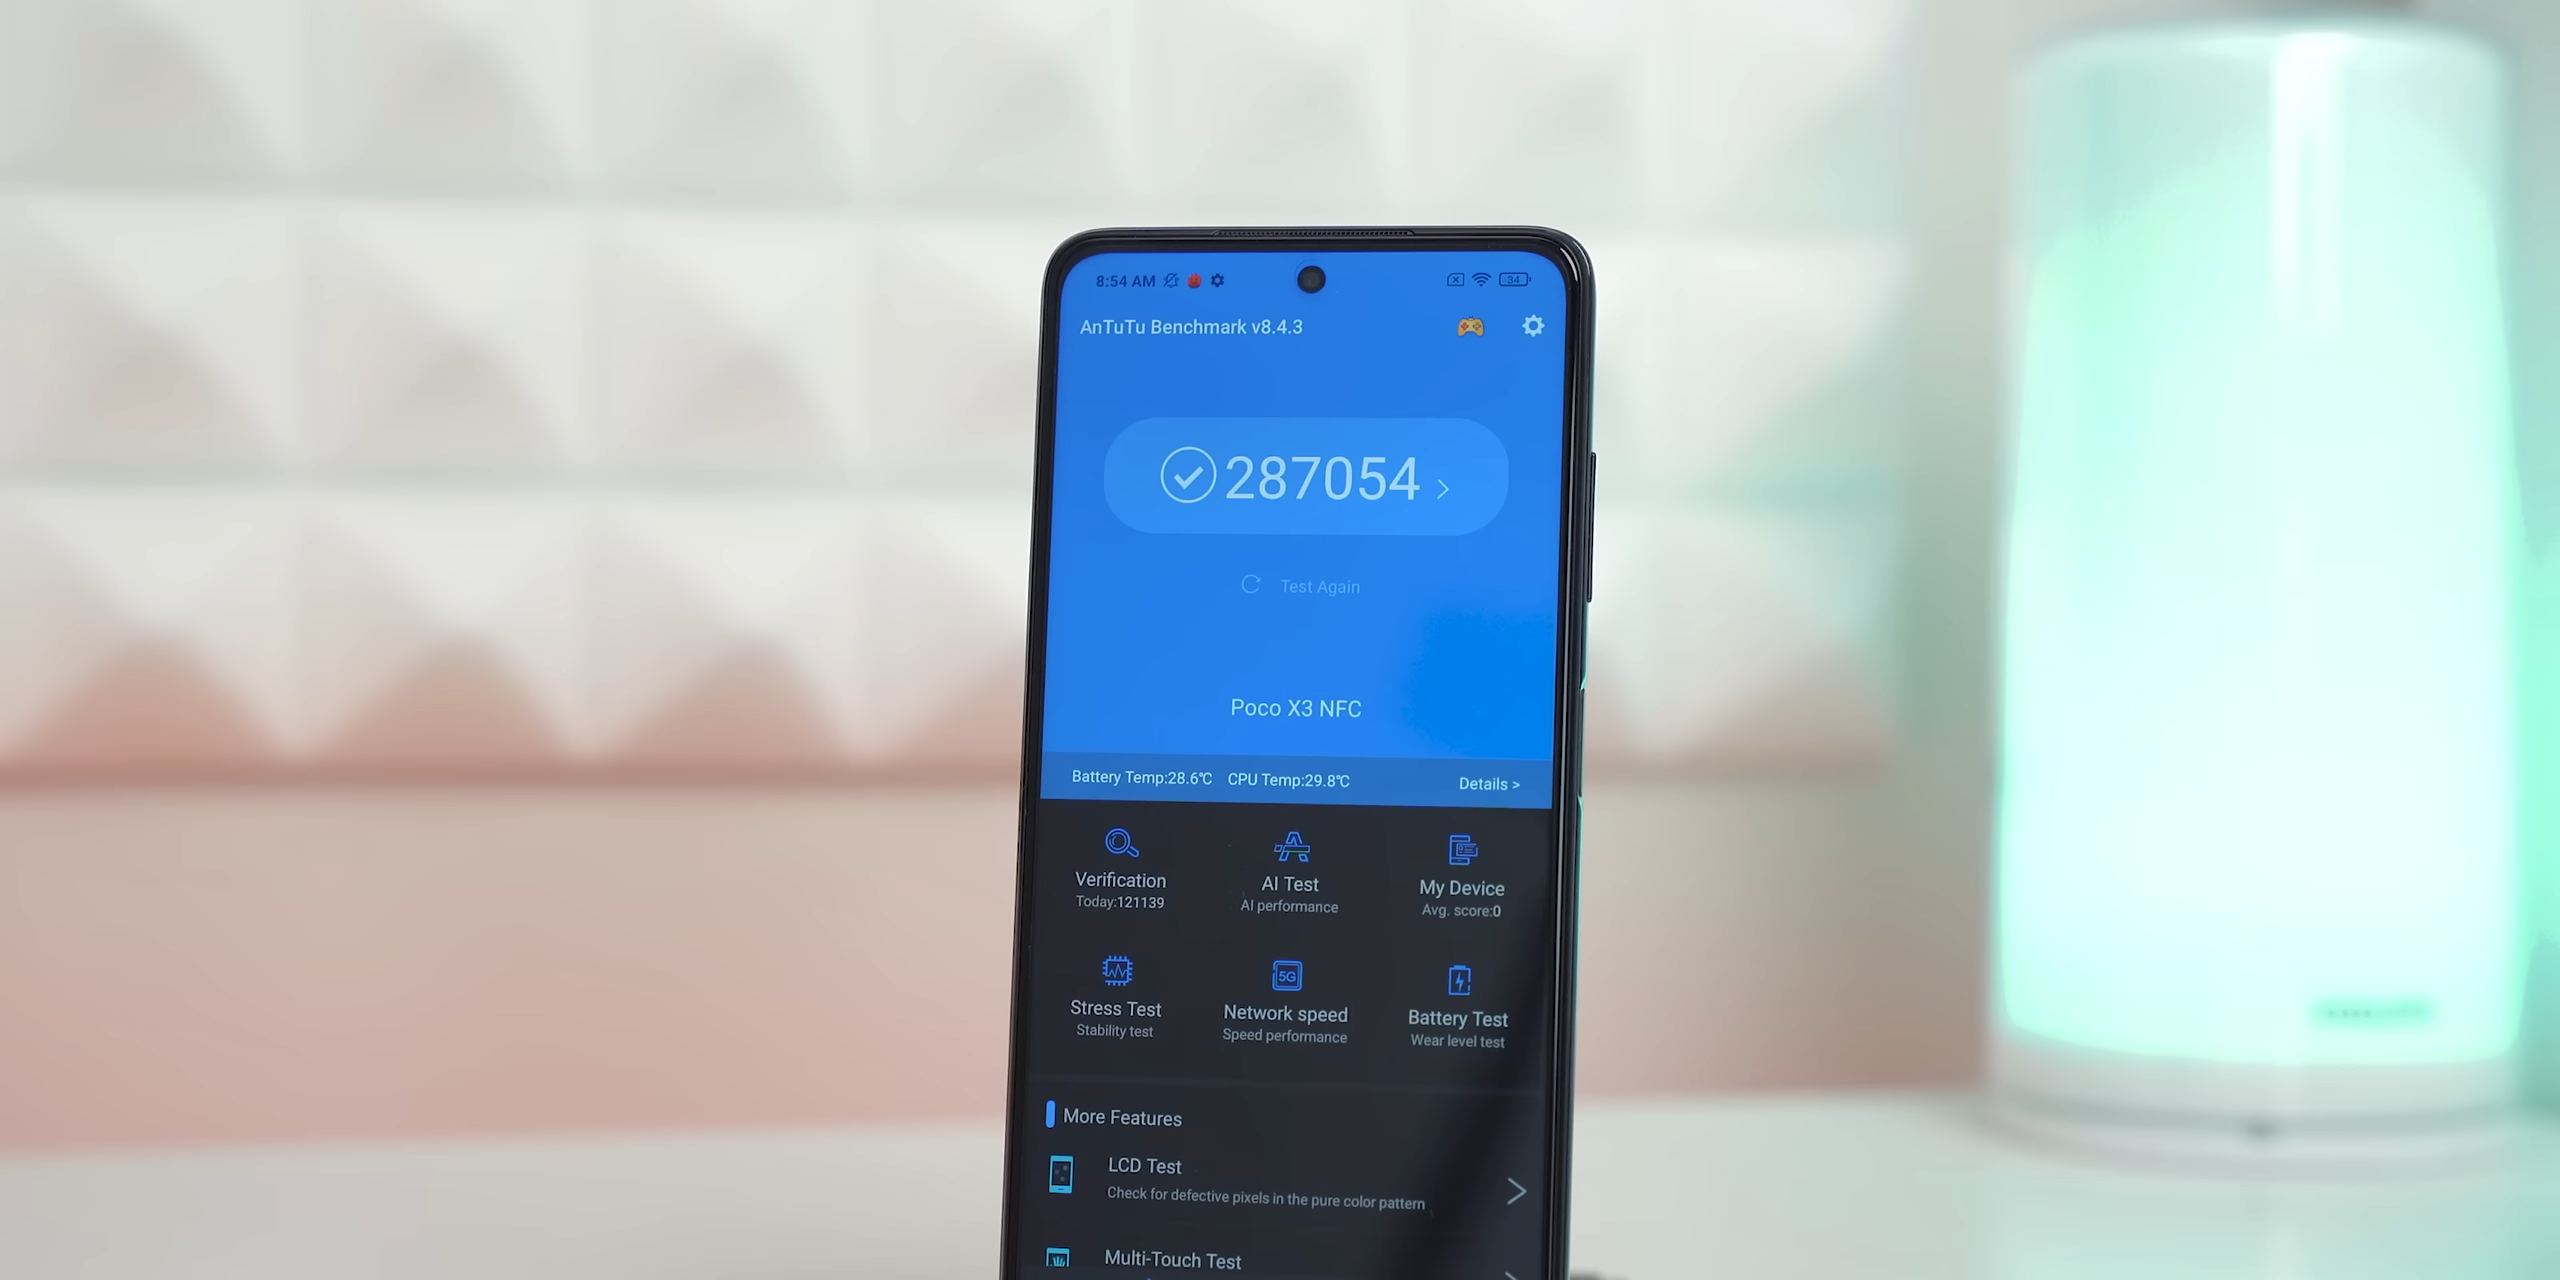 8:54 AM
34
AnTuTu Benchmark v8.4.3
287054 >
Test Again
Poco X3 NFC
Battery Temp:28.6℃ CPU Temp:29.8℃ Details >
Verification
Today:121139
AI Test
AI performance
My Device
Avg. score:0
Stress Test
Stability test
5G
Network speed
Speed performance
Battery Test
Wear level test
More Features
LCD Test
Check for defective pixels in the pure color pattern
Multi-Touch Test